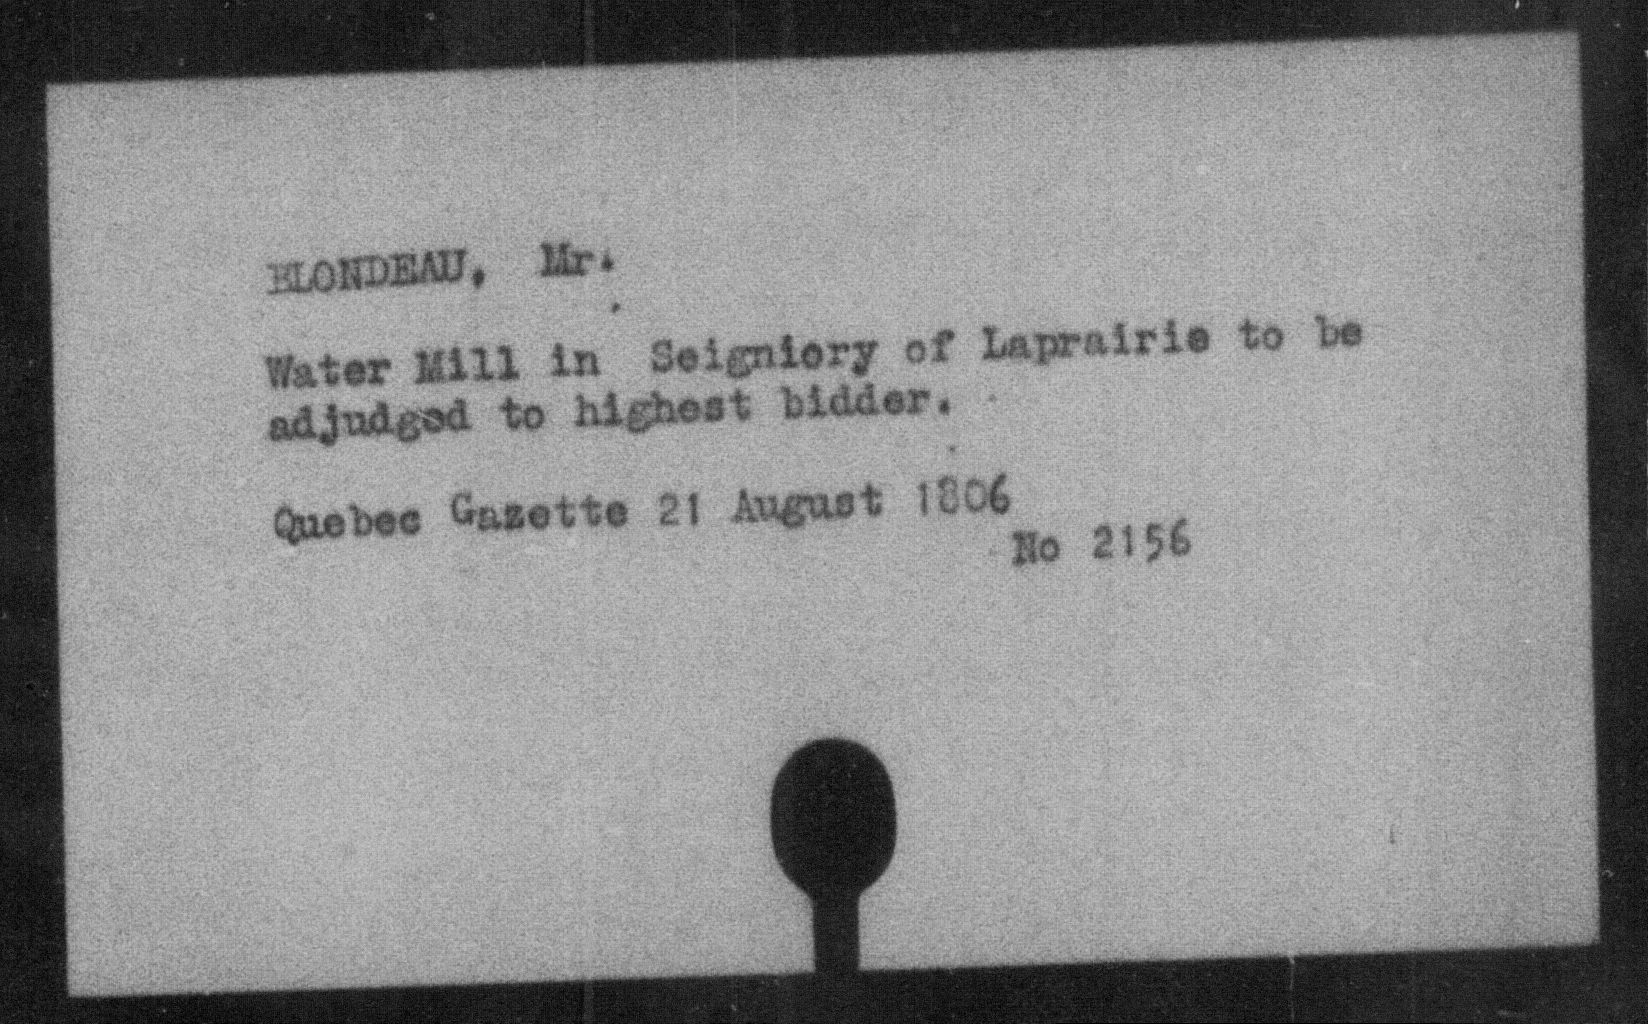 BLONDEAU, Mr.
Water Mill in Seigniory of Laprairie to be
adjudged to highest bidder.
Quebec Gazette 21 August 1806
No 2156